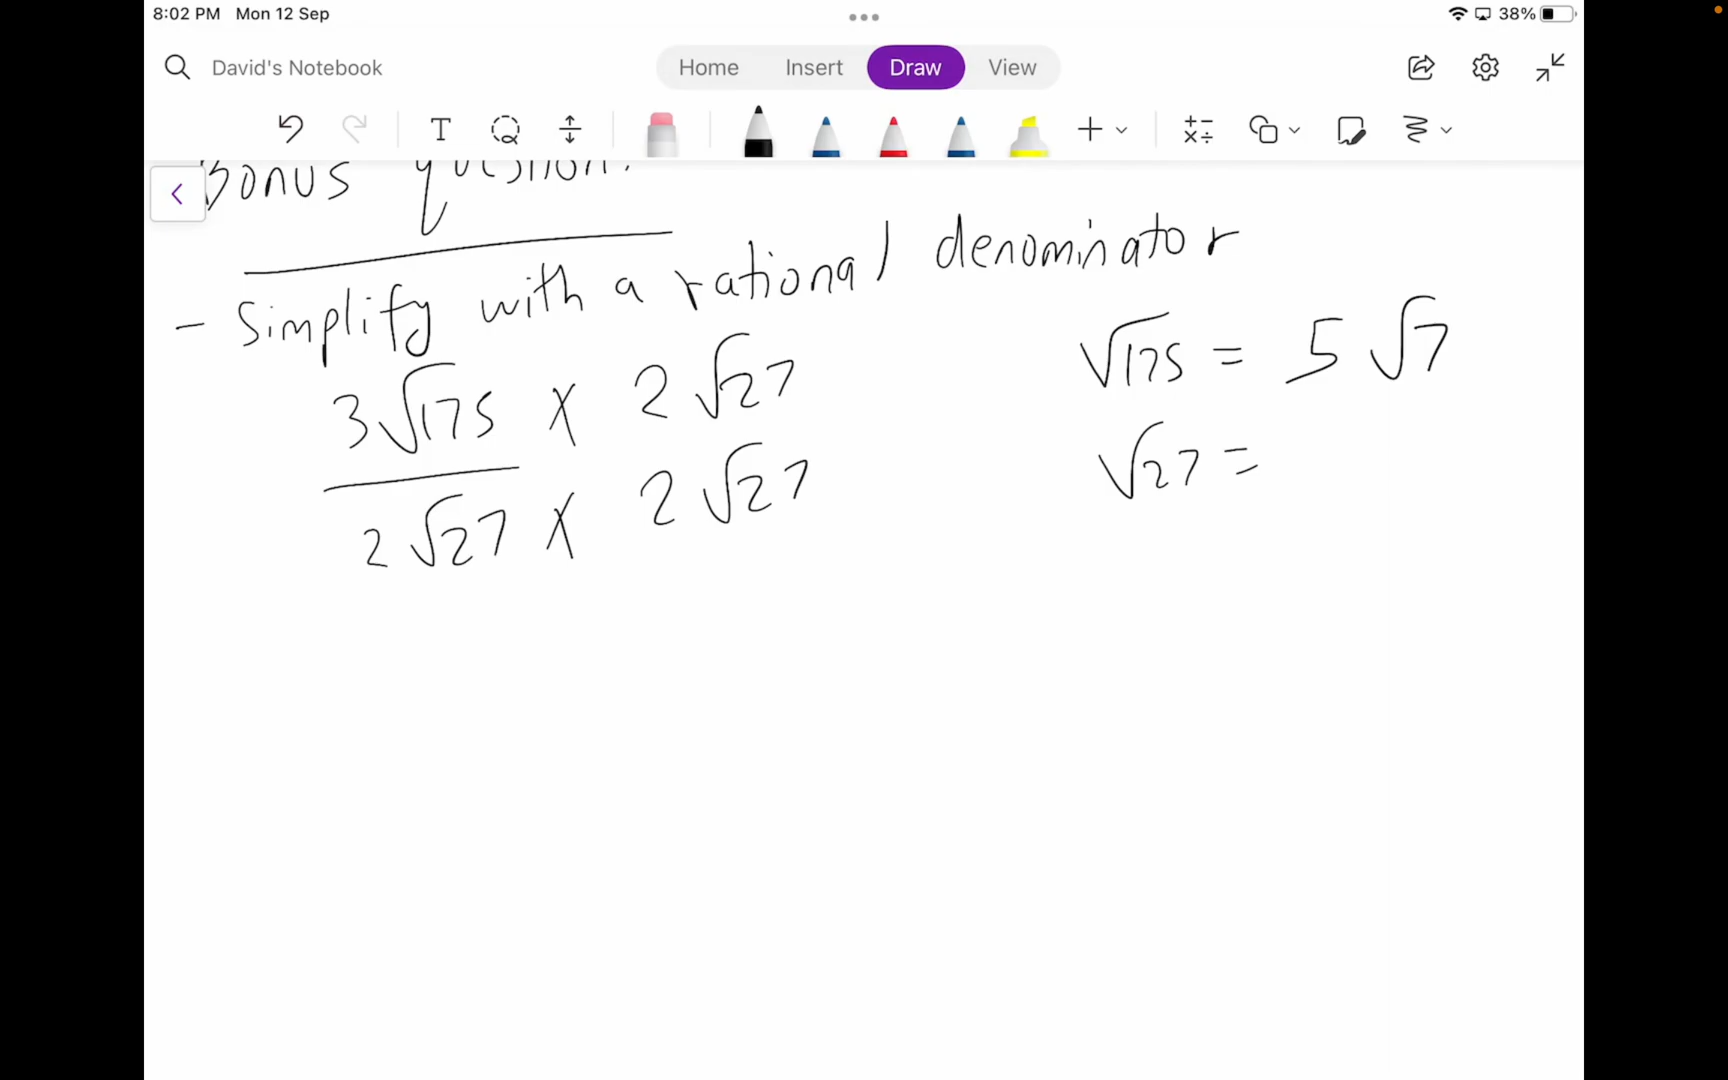 8:02 PM Mon 12 Sep 38%
David's Notebook Home Insert Draw View
T
Bonus question:
- Simplify with a rational denominator
3√175 x 2√27
2√27 x 2√27
√175 = 5√7
√27 =